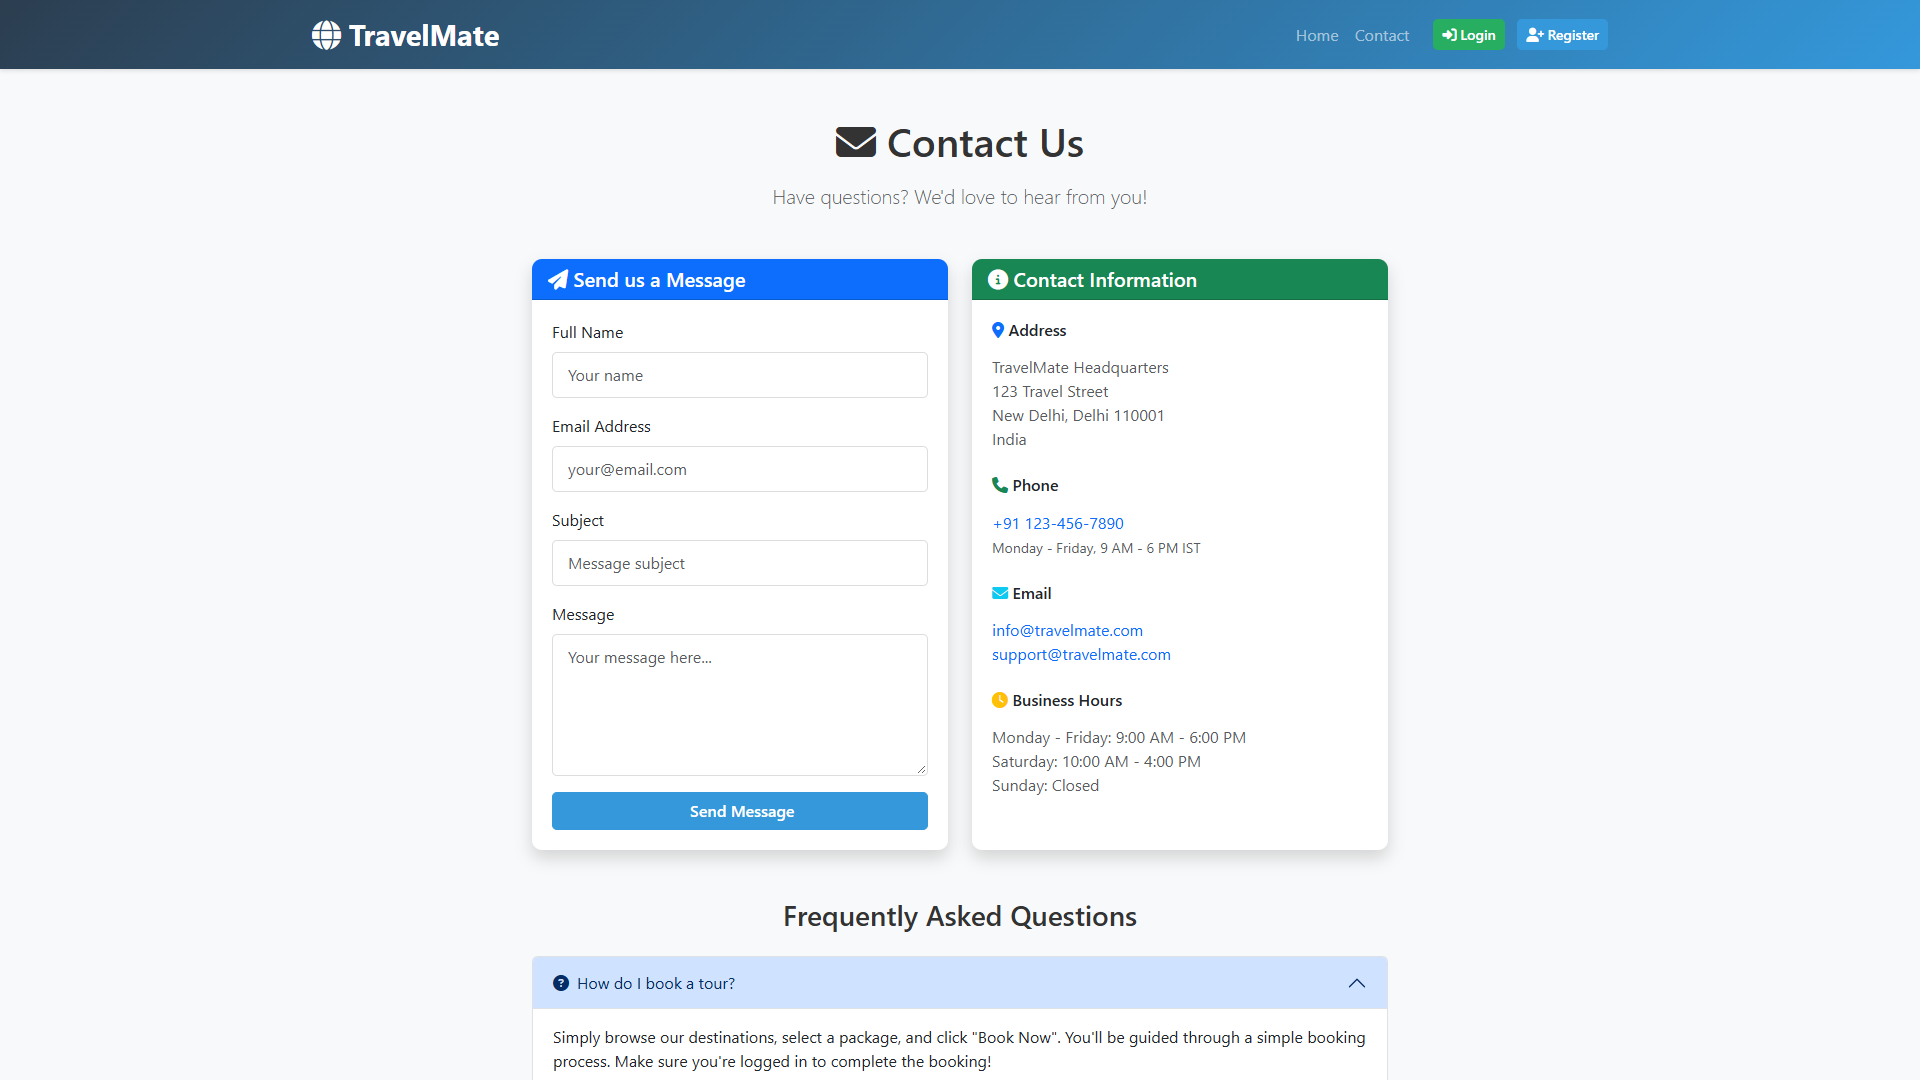 TravelMate
Home
Contact
Login
Register
Contact Us
Have questions? We'd love to hear from you!
Send us a Message
Full Name
Your name
Email Address
your@email.com
Subject
Message subject
Message
Your message here...
Send Message
Contact Information
Address
TravelMate Headquarters
123 Travel Street
New Delhi, Delhi 110001
India
Phone
+91 123-456-7890
Monday - Friday, 9 AM - 6 PM IST
Email
info@travelmate.com
support@travelmate.com
Business Hours
Monday - Friday: 9:00 AM - 6:00 PM
Saturday: 10:00 AM - 4:00 PM
Sunday: Closed
Frequently Asked Questions
How do I book a tour?
Simply browse our destinations, select a package, and click "Book Now". You'll be guided through a simple booking
process. Make sure you're logged in to complete the booking!